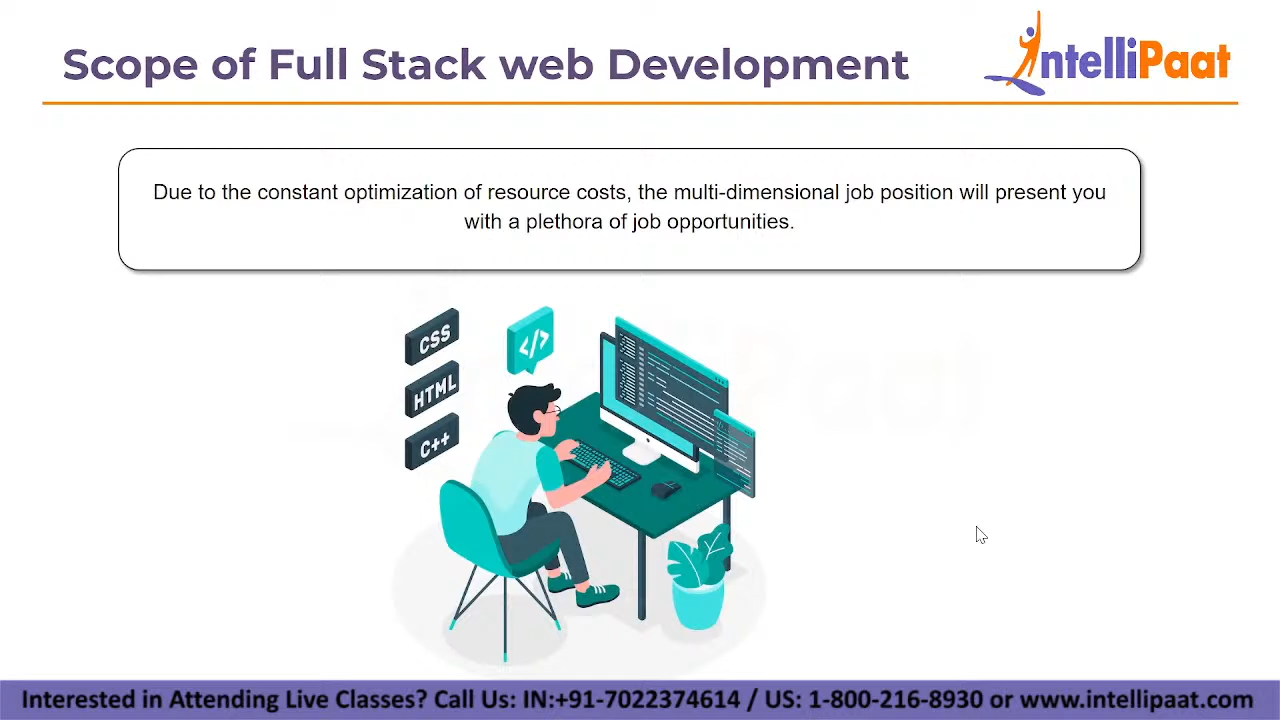 Scope of Full Stack web Development
IntelliPaat
Due to the constant optimization of resource costs, the multi-dimensional job position will present you
with a plethora of job opportunities.
CSS
</>
HTML
C++
Interested in Attending Live Classes? Call Us: IN:+91-7022374614 / US: 1-800-216-8930 or www.intellipaat.com